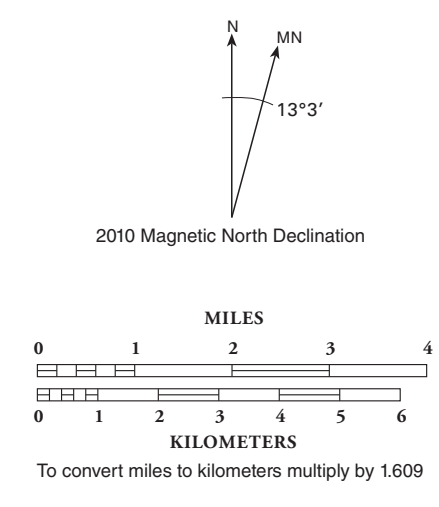 N
MN
13°3′
2010 Magnetic North Declination
MILES
0 1 2 3 4
0 1 2 3 4 5 6
KILOMETERS
To convert miles to kilometers multiply by 1.609